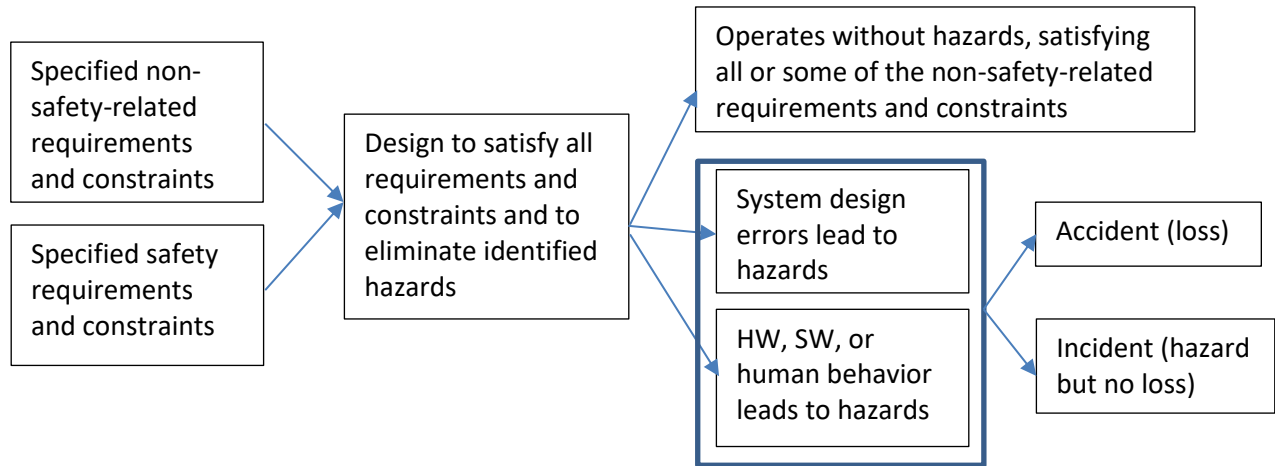 Specified non-
safety-related
requirements
and constraints
Specified safety
requirements
and constraints
Design to satisfy all
requirements and
constraints and to
eliminate identified
hazards
Operates without hazards, satisfying
all or some of the non-safety-related
requirements and constraints
System design
errors lead to
hazards
HW, SW, or
human behavior
leads to hazards
Accident (loss)
Incident (hazard
but no loss)